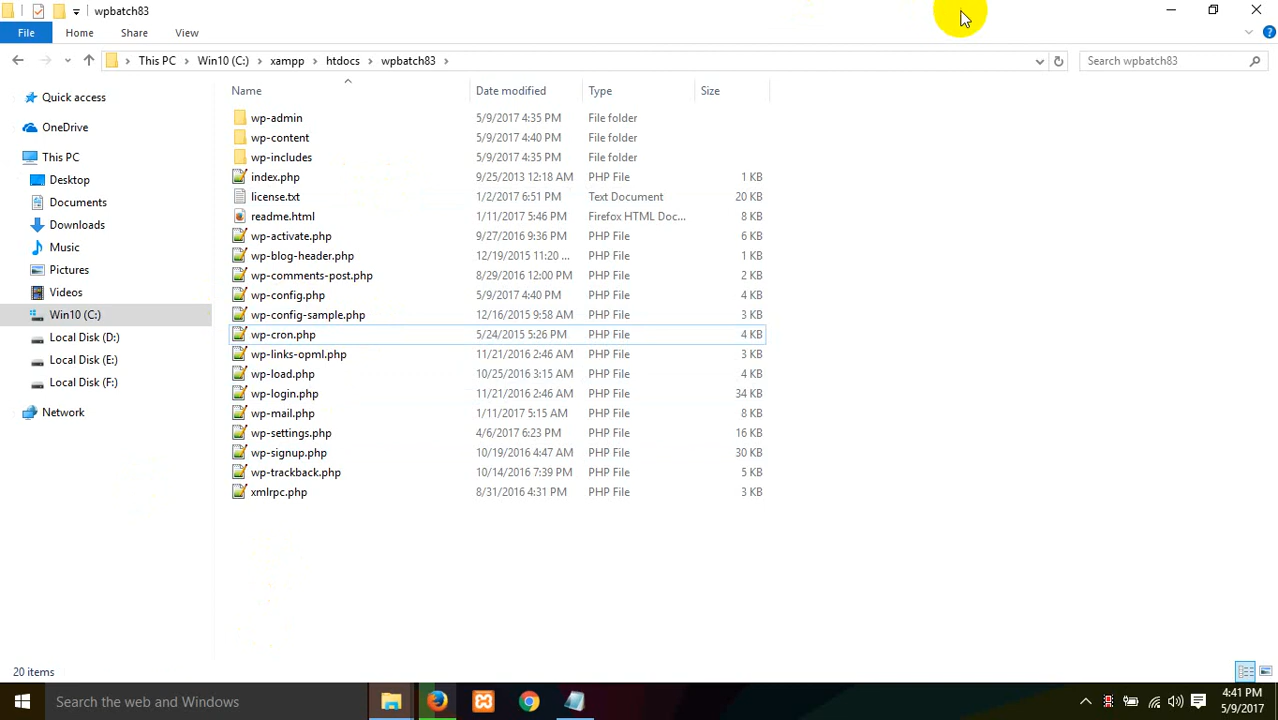 wpbatch83
File Home Share View
This PC Win10 (C:) xampp htdocs wpbatch83
Search wpbatch83
Name Date modified Type Size
Quick access
OneDrive
This PC
Desktop
Documents
Downloads
Music
Pictures
Videos
Win10 (C:)
Local Disk (D:)
Local Disk (E:)
Local Disk (F:)
Network
wp-admin 5/9/2017 4:35 PM File folder
wp-content 5/9/2017 4:40 PM File folder
wp-includes 5/9/2017 4:35 PM File folder
index.php 9/25/2013 12:18 AM PHP File 1 KB
license.txt 1/2/2017 6:51 PM Text Document 20 KB
readme.html 1/11/2017 5:46 PM Firefox HTML Doc... 8 KB
wp-activate.php 9/27/2016 9:36 PM PHP File 6 KB
wp-blog-header.php 12/19/2015 11:20 ... PHP File 1 KB
wp-comments-post.php 8/29/2016 12:00 PM PHP File 2 KB
wp-config.php 5/9/2017 4:40 PM PHP File 4 KB
wp-config-sample.php 12/16/2015 9:58 AM PHP File 3 KB
wp-cron.php 5/24/2015 5:26 PM PHP File 4 KB
wp-links-opml.php 11/21/2016 2:46 AM PHP File 3 KB
wp-load.php 10/25/2016 3:15 AM PHP File 4 KB
wp-login.php 11/21/2016 2:46 AM PHP File 34 KB
wp-mail.php 1/11/2017 5:15 AM PHP File 8 KB
wp-settings.php 4/6/2017 6:23 PM PHP File 16 KB
wp-signup.php 10/19/2016 4:47 AM PHP File 30 KB
wp-trackback.php 10/14/2016 7:39 PM PHP File 5 KB
xmlrpc.php 8/31/2016 4:31 PM PHP File 3 KB
20 items
Search the web and Windows
4:41 PM
5/9/2017